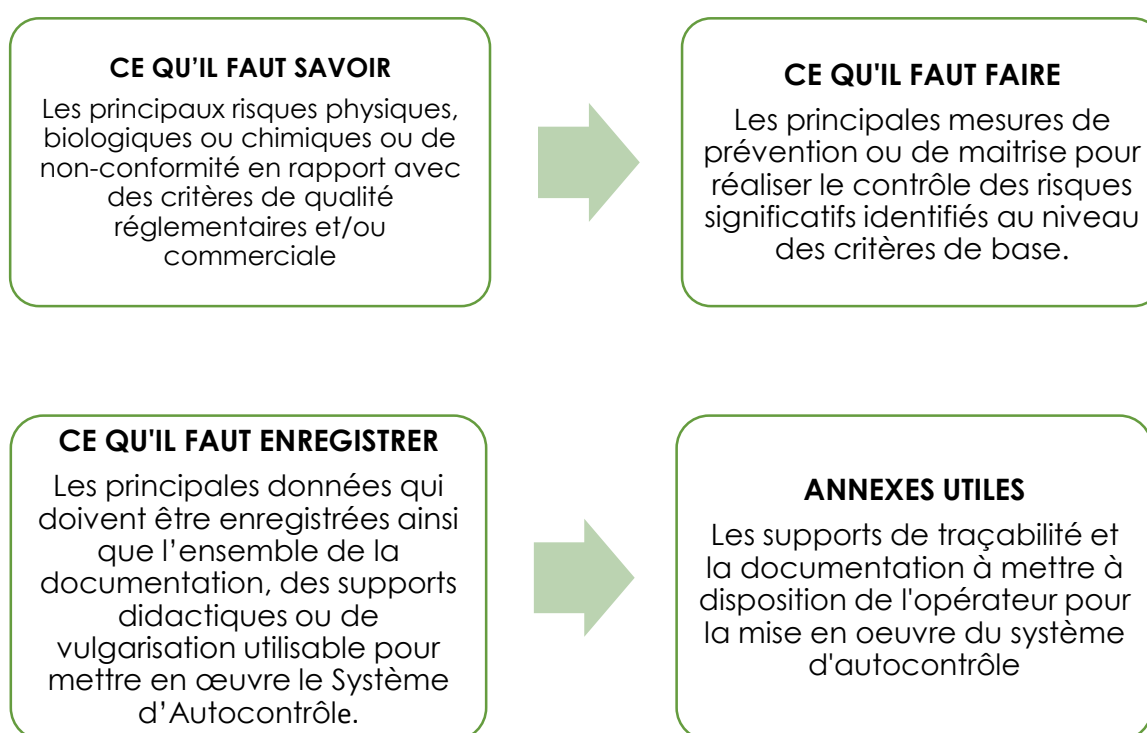 CE QU’IL FAUT SAVOIR
Les principaux risques physiques,
biologiques ou chimiques ou de
non-conformité en rapport avec
des critères de qualité
réglementaires et/ou
commerciale
CE QU'IL FAUT FAIRE
Les principales mesures de
prévention ou de maitrise pour
réaliser le contrôle des risques
significatifs identifiés au niveau
des critères de base.
CE QU'IL FAUT ENREGISTRER
Les principales données qui
doivent être enregistrées ainsi
que l’ensemble de la
documentation, des supports
didactiques ou de
vulgarisation utilisable pour
mettre en œuvre le Système
d’Autocontrôle.
ANNEXES UTILES
Les supports de traçabilité et
la documentation à mettre à
disposition de l'opérateur pour
la mise en oeuvre du système
d'autocontrôle